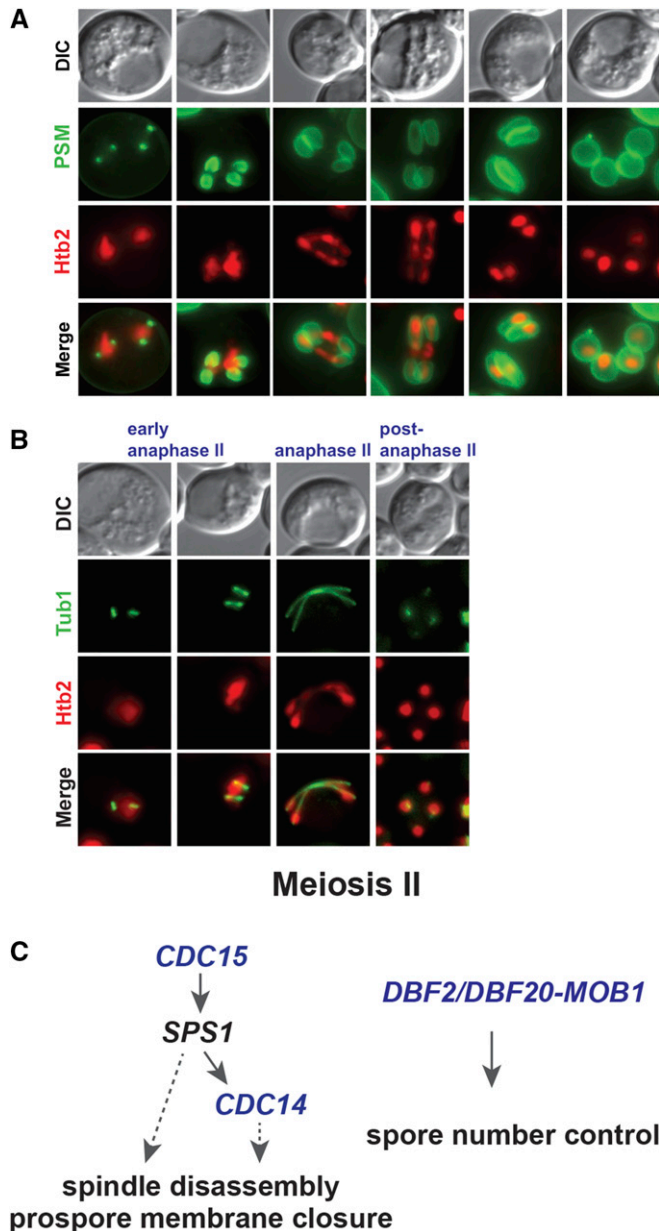 A
DIC
PSM
Htb2
Merge
B
early
anaphase II
anaphase II
post-
anaphase II
DIC
Tub1
Htb2
Merge
Meiosis II
C
CDC15
SPS1
CDC14
spindle disassembly
prospore membrane closure
DBF2/DBF20-MOB1
spore number control